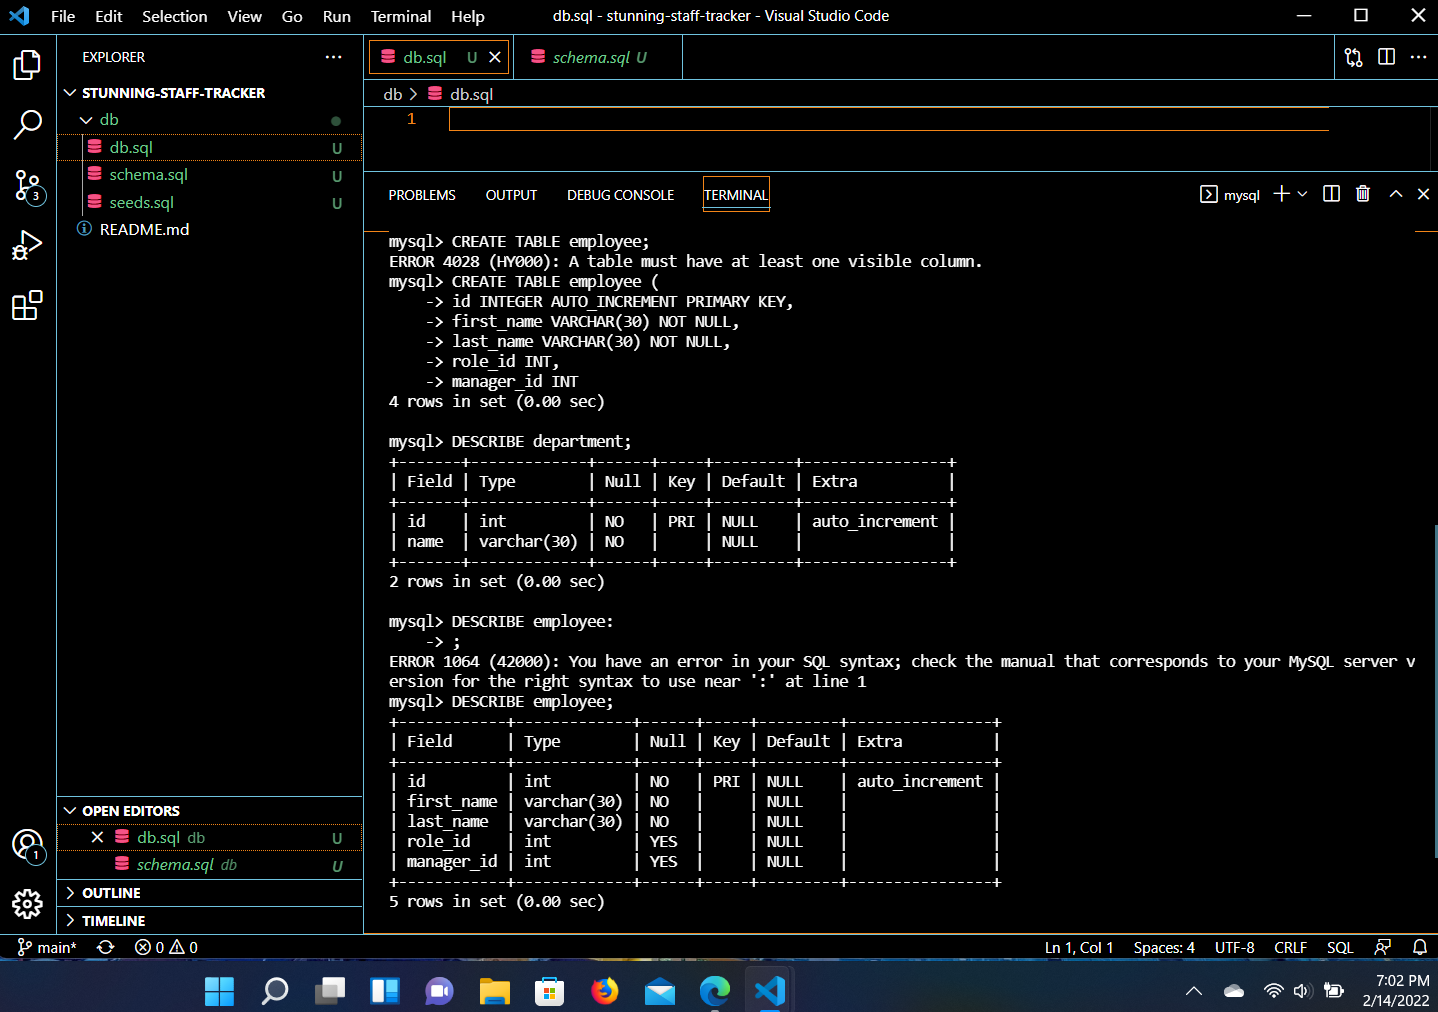 File Edit Selection View Go Run Terminal Help
db.sql - stunning-staff-tracker - Visual Studio Code
EXPLORER
STUNNING-STAFF-TRACKER
db
db.sql U
schema.sql U
seeds.sql U
README.md
3
1
OPEN EDITORS
db.sql db U
schema.sql db U
OUTLINE
TIMELINE
db.sql U
schema.sql U
db > db.sql
1
PROBLEMS OUTPUT DEBUG CONSOLE TERMINAL
mysql
mysql> CREATE TABLE employee;
ERROR 4028 (HY000): A table must have at least one visible column.
mysql> CREATE TABLE employee (
    -> id INTEGER AUTO_INCREMENT PRIMARY KEY,
    -> first_name VARCHAR(30) NOT NULL,
    -> last_name VARCHAR(30) NOT NULL,
    -> role_id INT,
    -> manager_id INT
4 rows in set (0.00 sec)
mysql> DESCRIBE department;
+-------+-------------+------+-----+---------+----------------+
| Field | Type        | Null | Key | Default | Extra          |
+-------+-------------+------+-----+---------+----------------+
| id    | int         | NO   | PRI | NULL    | auto_increment |
| name  | varchar(30) | NO   |     | NULL    |                |
+-------+-------------+------+-----+---------+----------------+
2 rows in set (0.00 sec)
mysql> DESCRIBE employee:
    -> ;
ERROR 1064 (42000): You have an error in your SQL syntax; check the manual that corresponds to your MySQL server v
ersion for the right syntax to use near ':' at line 1
mysql> DESCRIBE employee;
+------------+-------------+------+-----+---------+----------------+
| Field      | Type        | Null | Key | Default | Extra          |
+------------+-------------+------+-----+---------+----------------+
| id         | int         | NO   | PRI | NULL    | auto_increment |
| first_name | varchar(30) | NO   |     | NULL    |                |
| last_name  | varchar(30) | NO   |     | NULL    |                |
| role_id    | int         | YES  |     | NULL    |                |
| manager_id | int         | YES  |     | NULL    |                |
+------------+-------------+------+-----+---------+----------------+
5 rows in set (0.00 sec)
main* 0 0
Ln 1, Col 1 Spaces: 4 UTF-8 CRLF SQL
7:02 PM
2/14/2022